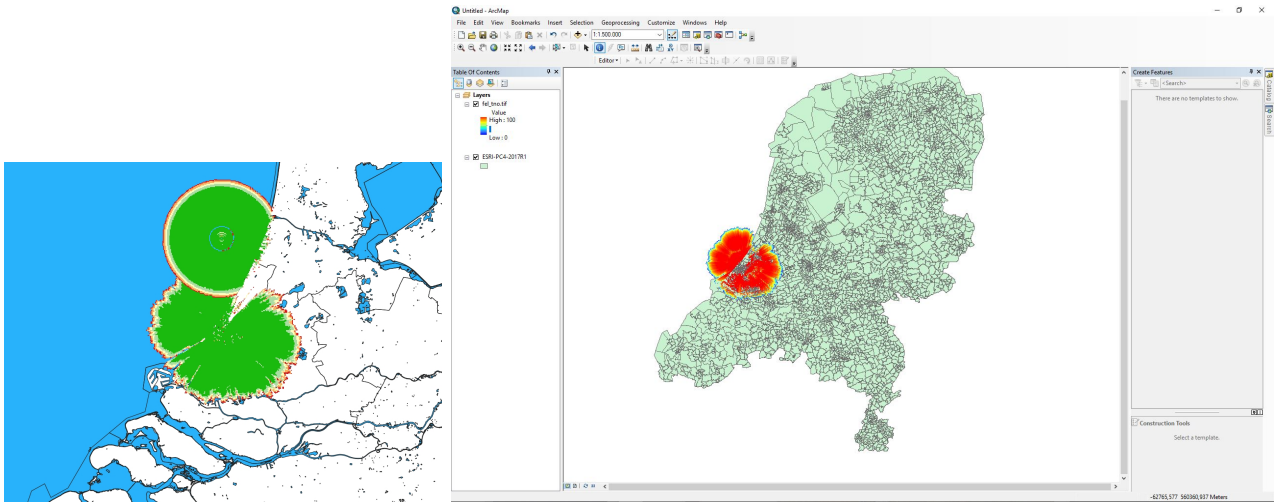 Untitled - ArcMap
File Edit View Bookmarks Insert Selection Geoprocessing Customize Windows Help
1:1.500.000
Editor
Table Of Contents
Layers
fel_tno.tif
Value
High : 100
Low : 0
ESRI-PC4-2017R1
Create Features
<Search>
There are no templates to show.
Catalog
Search
Construction Tools
Select a template.
-62765,577 560360,937 Meters